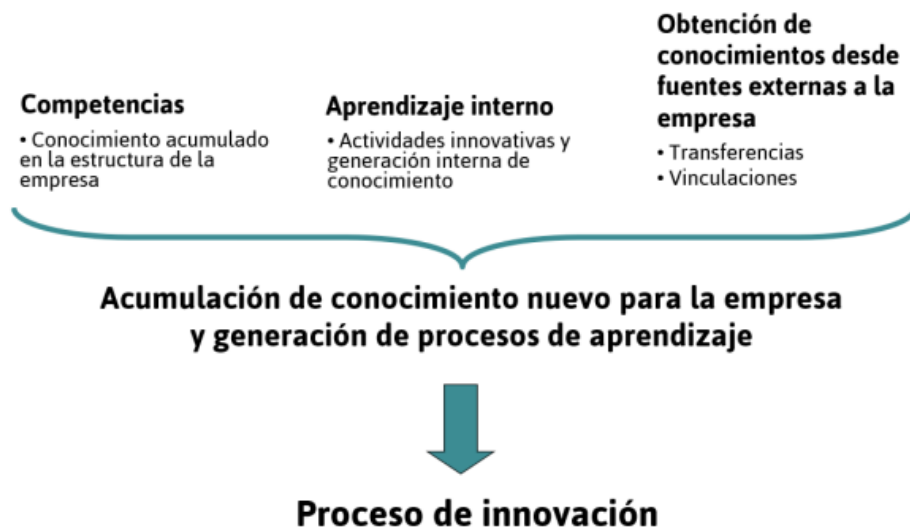 Competencias
• Conocimiento acumulado
en la estructura de la
empresa
Aprendizaje interno
• Actividades innovativas y
generación interna de
conocimiento
Obtención de
conocimientos desde
fuentes externas a la
empresa
• Transferencias
• Vinculaciones
Acumulación de conocimiento nuevo para la empresa
y generación de procesos de aprendizaje
Proceso de innovación